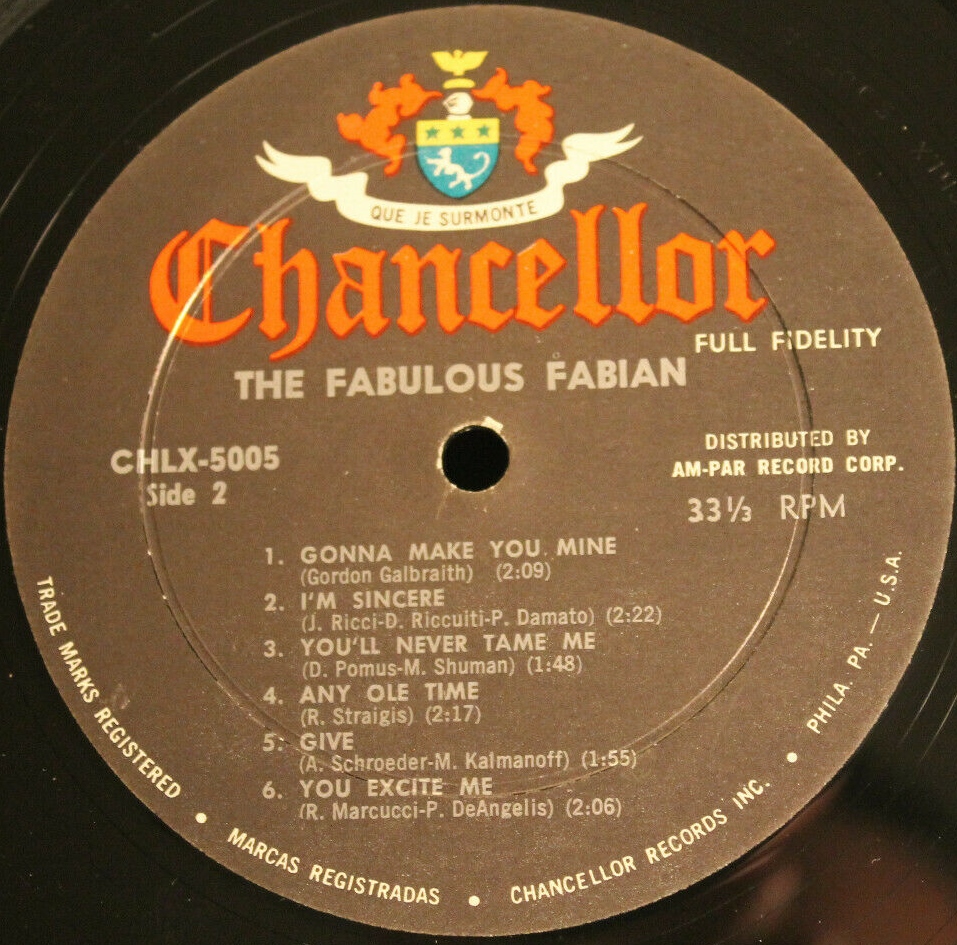 QUE JE SURMONTE
Chancellor
FULL FiDELITY
THE FABULOUS FABIAN
CHLX-5005
Side 2
DISTRIBUTED BY
AM-PAR RECORD CORP.
33⅓ RPM
1. GONNA MAKE YOU MINE
(Gordon Galbraith) (2:09)
2. I'M SINCERE
(J. Ricci-D. Riccuiti-P. Damato) (2:22)
3. YOU'LL NEVER TAME ME
(D. Pomus-M. Shuman) (1:48)
4. ANY OLE TIME
(R. Straigis) (2:17)
5. GIVE
(A. Schroeder-M. Kalmanoff) (1:55)
6. YOU EXCITE ME
(R. Marcucci-P. DeAngelis) (2:06)
TRADE MARKS REGISTERED • MARCAS REGISTRADAS • CHANCELLOR RECORDS INC. • PHILA. PA. — U.S.A.